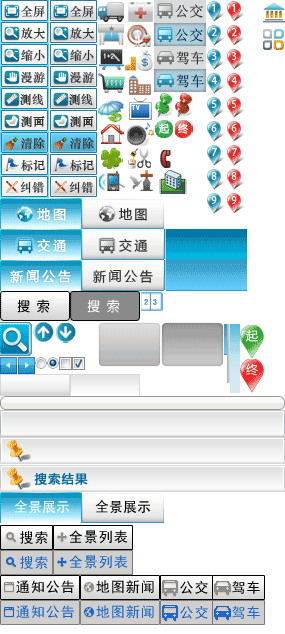 全屏 全屏 公交 1 1
放大 放大 公交 2 2
缩小 缩小 驾车 3 3
漫游 漫游 驾车 4 4
测线 测线 5 5
测面 测面 起 终 6 6
清除 清除 7 7
标记 标记 8 8
纠错 纠错 9 9
地图 地图
交通 交通
新闻公告 新闻公告
搜 索 搜 索 2 3
起
终
搜索结果
全景展示 全景展示
搜索 全景列表
搜索 全景列表
通知公告 地图新闻 公交 驾车
通知公告 地图新闻 公交 驾车